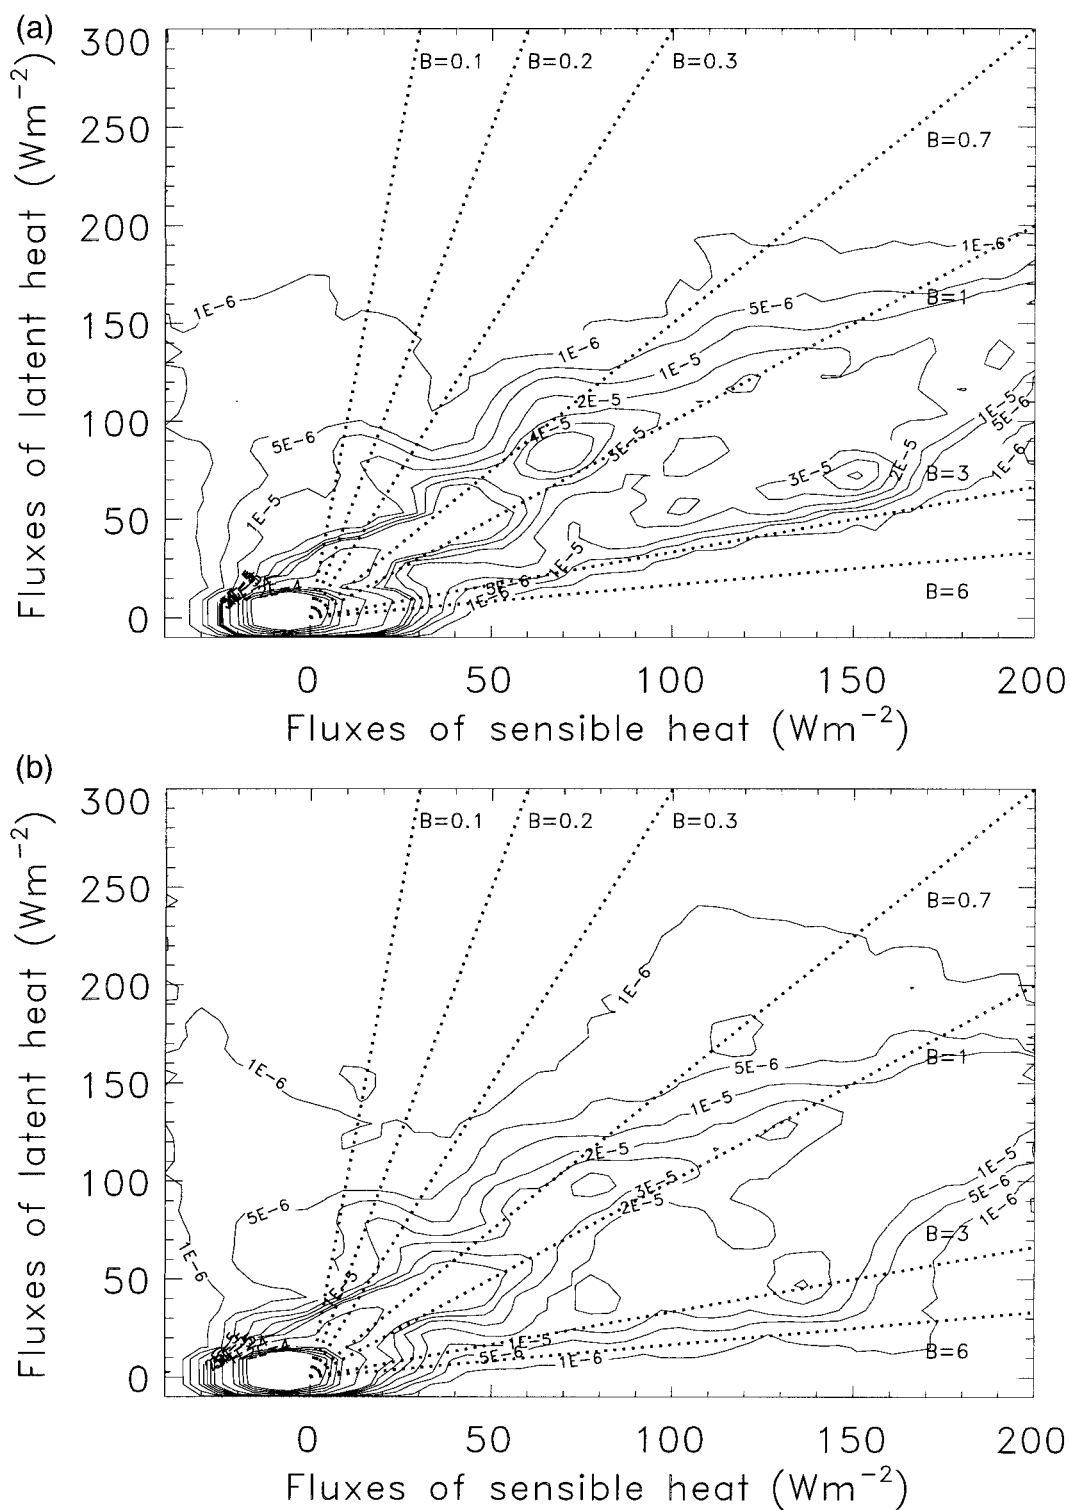 (a)
300
250
200
150
100
50
0
Fluxes of latent heat (Wm−2)
B=0.1
B=0.2
B=0.3
B=0.7
B=1
B=3
B=6
1E−6
1E−6
1E−6
5E−6
5E−6
1E−5
1E−5
2E−5
4E−5
3E−5
3E−5
2E−5
1E−5
5E−6
1E−6
1E−5
1E−6
0
50
100
150
200
Fluxes of sensible heat (Wm−2)
(b)
300
250
200
150
100
50
0
Fluxes of latent heat (Wm−2)
B=0.1
B=0.2
B=0.3
B=0.7
B=1
B=3
B=6
1E−6
1E−6
1E−6
5E−6
5E−6
1E−5
1E−5
2E−5
3E−5
2E−5
1E−5
5E−6
1E−6
1E−5
5E−6
1E−6
0
50
100
150
200
Fluxes of sensible heat (Wm−2)